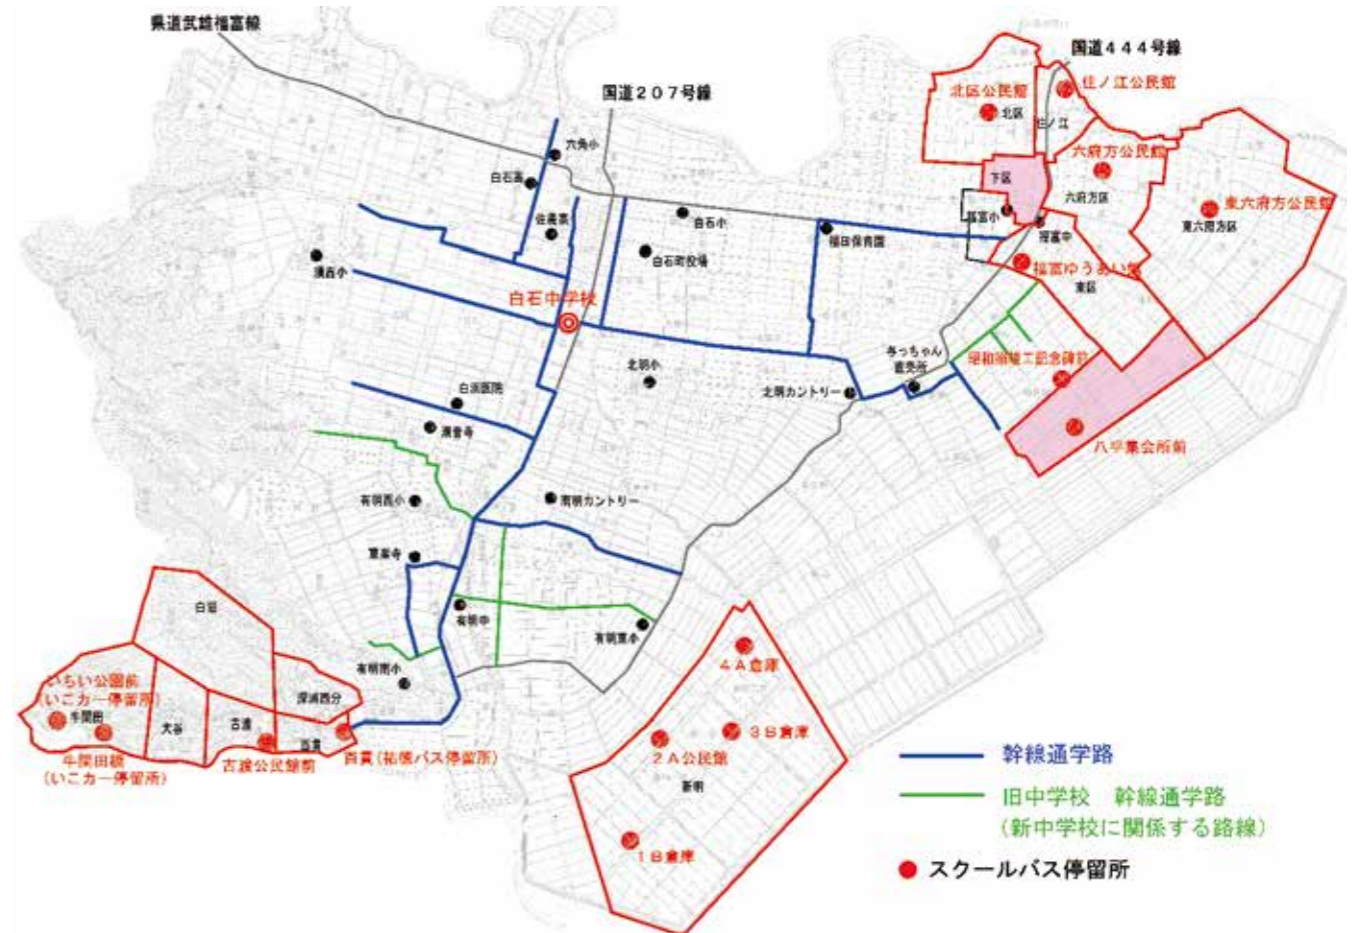 県道武雄福富線
国道444号線
国道207号線
北区公民館
住ノ江公民館
北区
住ノ江
六角小
六府方公民館
白石高
下区
六府方区
東六府方公民館
佐農高
白石小
福富小
福富中
東六府方区
須古小
白石町役場
福田保育園
福富ゆうあい館
東区
白石中学校
与っちゃん
直売所
昭和搦竣工記念碑前
北明小
白浜医院
北明カントリー
八平集会所前
有明西小
南明カントリー
有明中
有明東小
4A倉庫
有明南小
深浦西分
いちい公園前
(いこカー停留所)
牛間田
大谷
古渡
百貫
3B倉庫
2A公民館
牛間田橋
(いこカー停留所)
古渡公民館前
百貫(祐徳バス停留所)
新明
1B倉庫
幹線通学路
旧中学校 幹線通学路
(新中学校に関係する路線)
スクールバス停留所